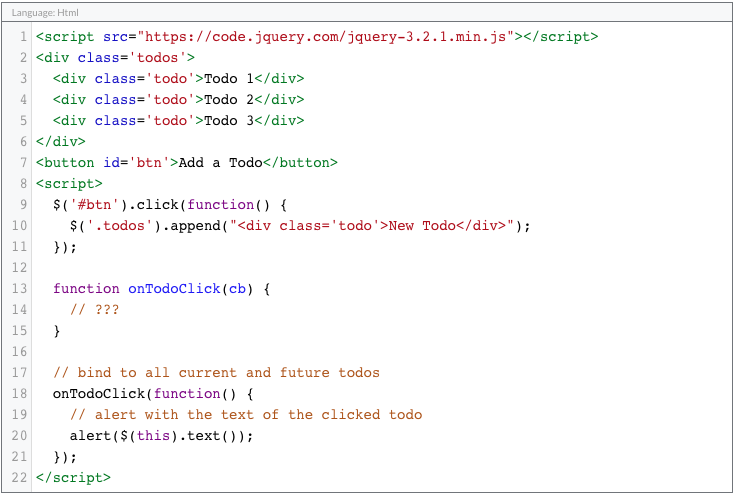 Language: Html
1 <script src="https://code.jquery.com/jquery-3.2.1.min.js"></script>
2 <div class='todos'>
3   <div class='todo'>Todo 1</div>
4   <div class='todo'>Todo 2</div>
5   <div class='todo'>Todo 3</div>
6 </div>
7 <button id='btn'>Add a Todo</button>
8 <script>
9   $('#btn').click(function() {
10     $('.todos').append("<div class='todo'>New Todo</div>");
11   });
12
13   function onTodoClick(cb) {
14     // ???
15   }
16
17   // bind to all current and future todos
18   onTodoClick(function() {
19     // alert with the text of the clicked todo
20     alert($(this).text());
21   });
22 </script>